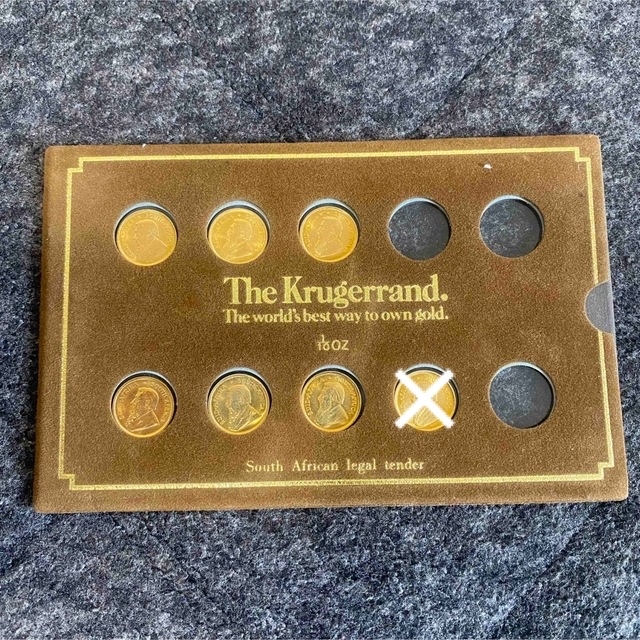 The Krugerrand.
The world's best way to own gold.
1/10 OZ
South African legal tender